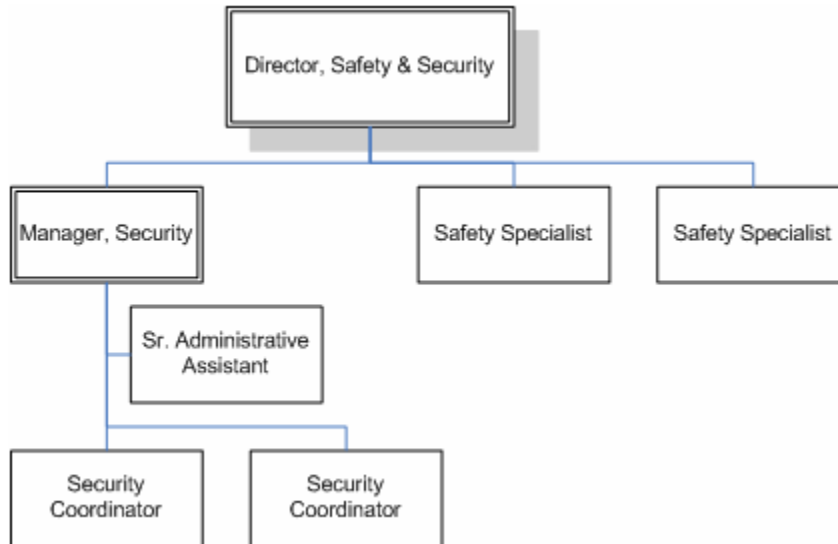 Director, Safety & Security
Manager, Security
Safety Specialist
Safety Specialist
Sr. Administrative
Assistant
Security
Coordinator
Security
Coordinator